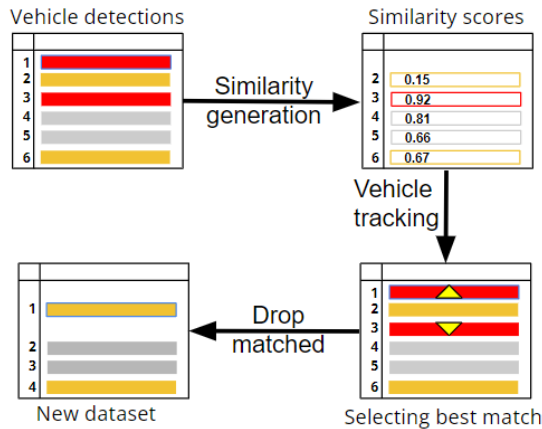 Vehicle detections
1
2
3
4
5
6
Similarity
generation
Similarity scores
2 0.15
3 0.92
4 0.81
5 0.66
6 0.67
Vehicle
tracking
1
2
3
4
5
6
Selecting best match
Drop
matched
1
2
3
4
New dataset